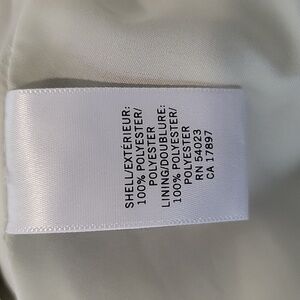 SHELL/EXTÉRIEUR:
100% POLYESTER/
POLYESTER
LINING/DOUBLURE:
100% POLYESTER/
POLYESTER
RN 54023
CA 17897